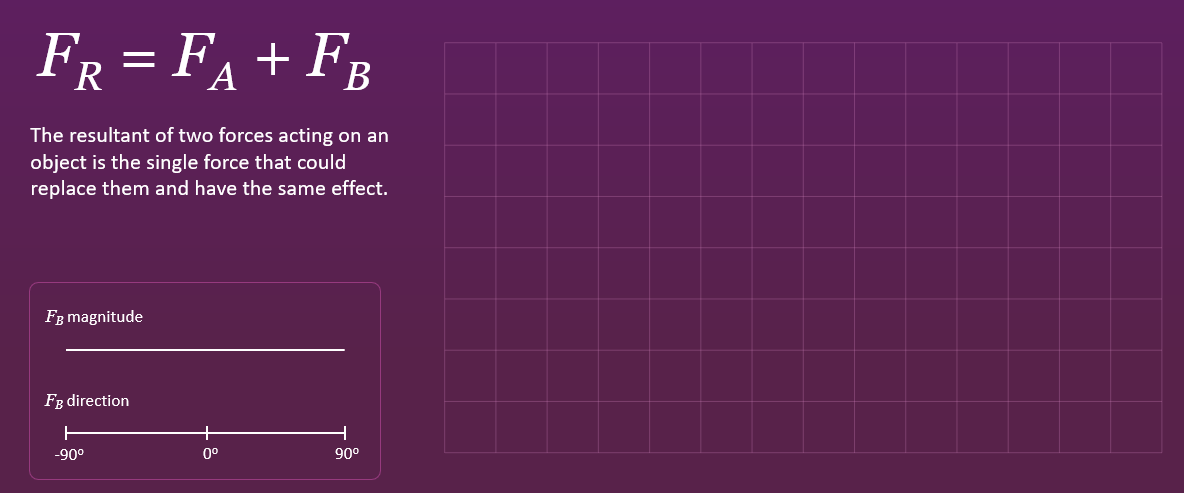 F_R = F_A + F_B
The resultant of two forces acting on an
object is the single force that could
replace them and have the same effect.
F_B magnitude
F_B direction
-90º 0º 90º